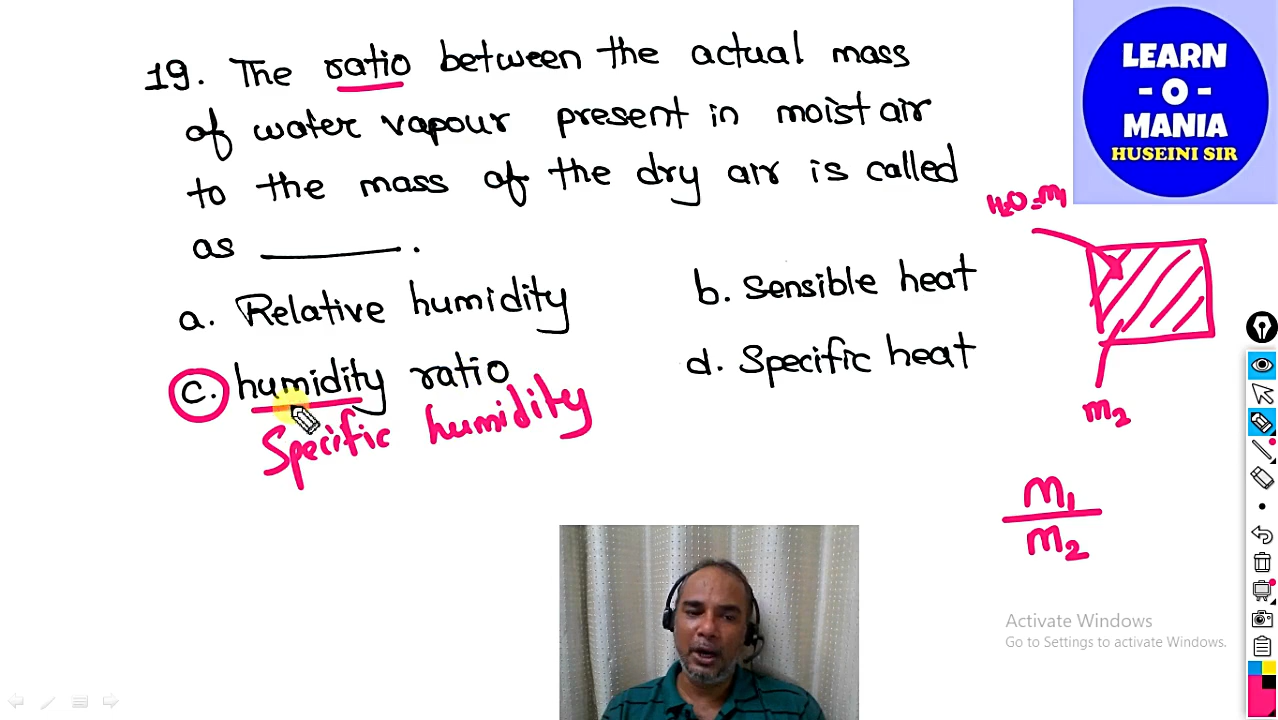 19. The ratio between the actual mass
of water vapour present in moist air
to the mass of the dry air is called
as ________.
a. Relative humidity
b. Sensible heat
c. humidity ratio
d. Specific heat
Specific humidity
LEARN
- O -
MANIA
HUSEINI SIR
H2O = m1
m2
m1
m2
Activate Windows
Go to Settings to activate Windows.